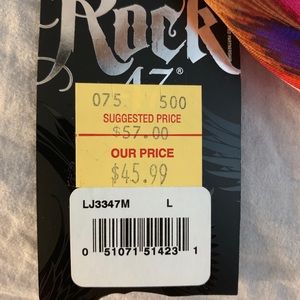 Rock
47®
075 500
SUGGESTED PRICE
$57.00
OUR PRICE
$45.99
LJ3347M L
0 51071 51423 1